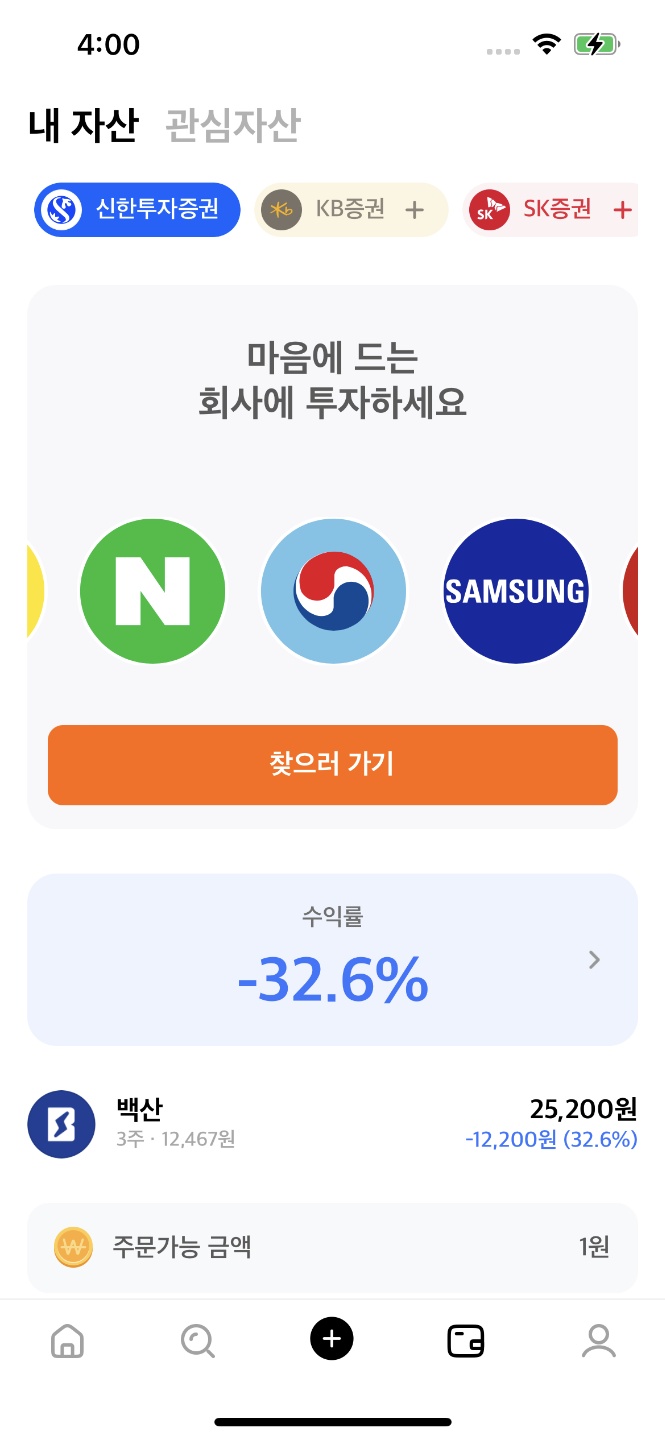 4:00
내 자산 관심자산
신한투자증권 KB증권 + SK SK증권 +
마음에 드는
회사에 투자하세요
N SAMSUNG
찾으러 가기
수익률
-32.6%
백산 25,200원
3주 · 12,467원 -12,200원 (32.6%)
주문가능 금액 1원